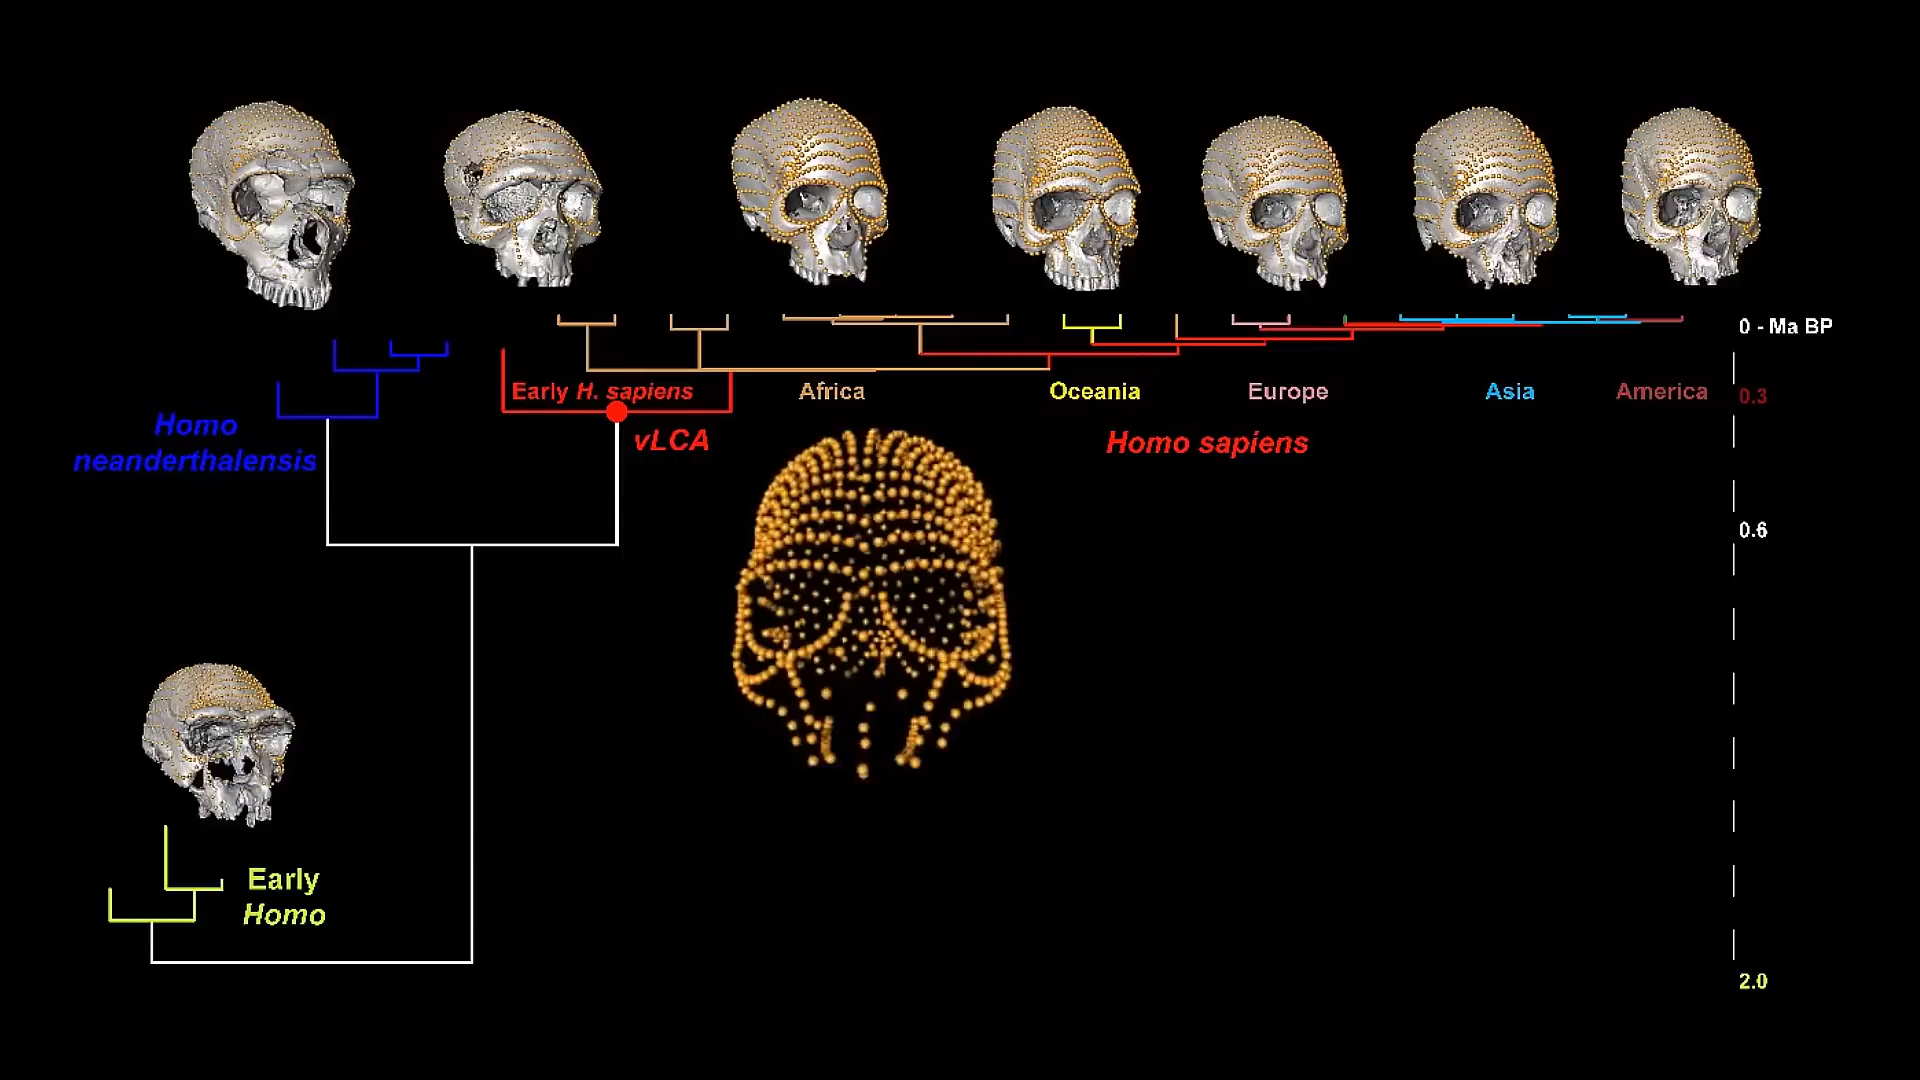 0 - Ma BP
Early H. sapiens
Africa
Oceania
Europe
Asia
America
0.3
Homo
neanderthalensis
vLCA
Homo sapiens
0.6
Early
Homo
2.0